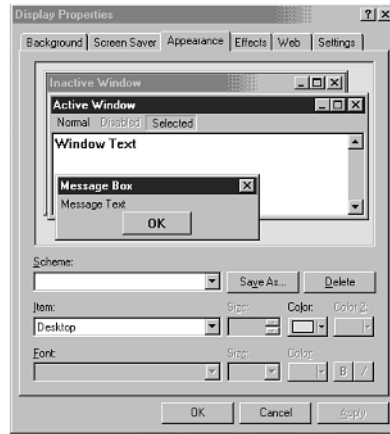 Display Properties
Background Screen Saver Appearance Effects Web Settings
Inactive Window
Active Window
Normal Disabled Selected
Window Text
Message Box
Message Text
OK
Scheme:
Save As... Delete
Item: Size: Color: Color 2:
Desktop
Font: Size: Color:
B /
OK Cancel Apply